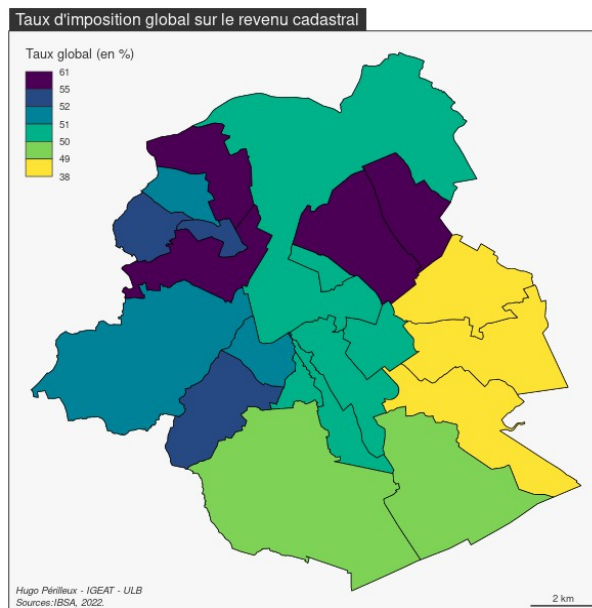 Taux d'imposition global sur le revenu cadastral
Taux global (en %)
61
55
52
51
50
49
38
Hugo Périlleux - IGEAT - ULB
Sources:IBSA, 2022.
2 km